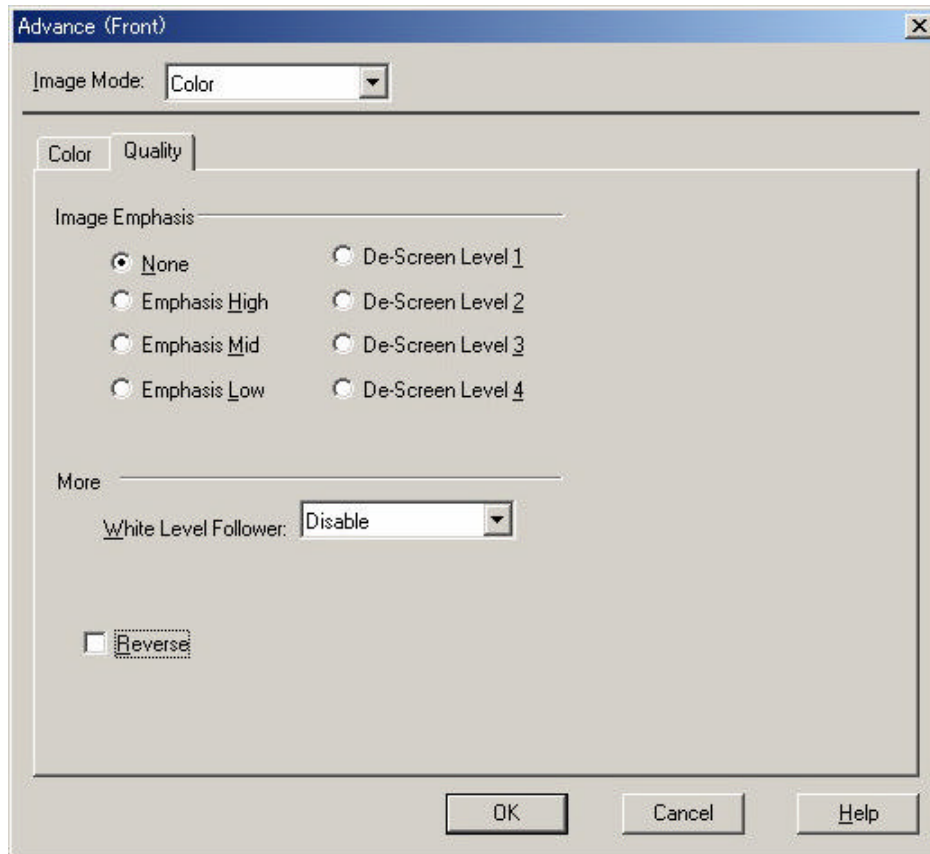 Advance (Front)
Image Mode: Color
Color Quality
Image Emphasis
None De-Screen Level 1
Emphasis High De-Screen Level 2
Emphasis Mid De-Screen Level 3
Emphasis Low De-Screen Level 4
More
White Level Follower: Disable
Reverse
OK Cancel Help